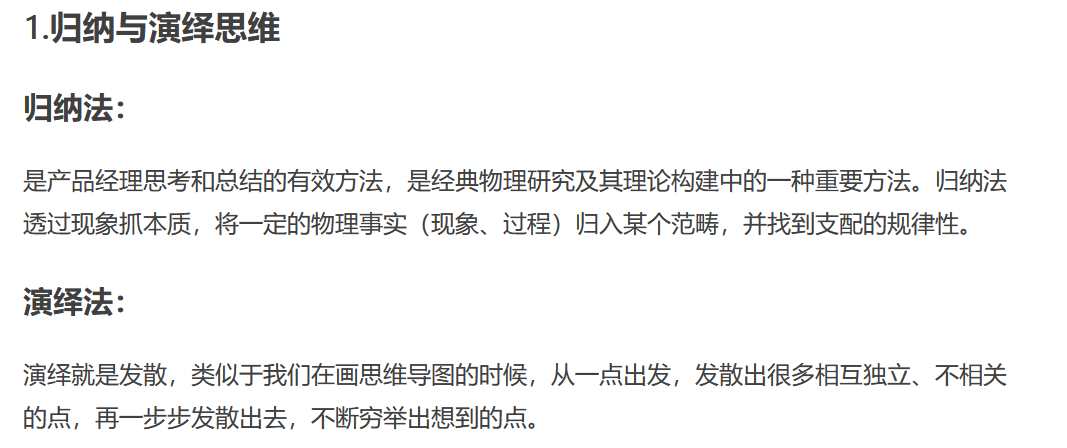 1.归纳与演绎思维
归纳法：
是产品经理思考和总结的有效方法，是经典物理研究及其理论构建中的一种重要方法。归纳法
透过现象抓本质，将一定的物理事实（现象、过程）归入某个范畴，并找到支配的规律性。
演绎法：
演绎就是发散，类似于我们在画思维导图的时候，从一点出发，发散出很多相互独立、不相关
的点，再一步步发散出去，不断穷举出想到的点。